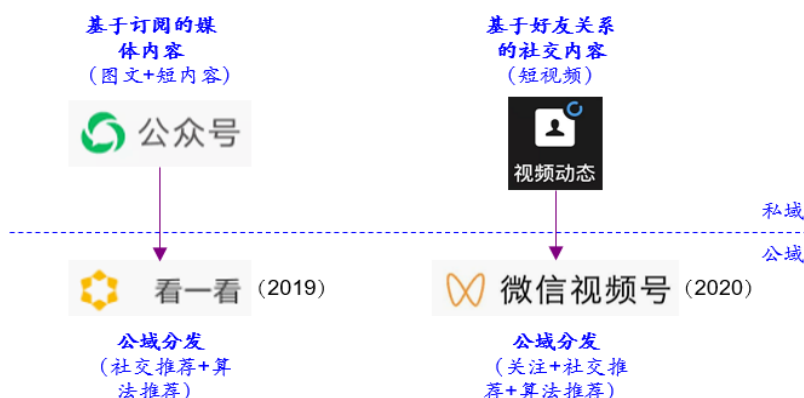 基于订阅的媒
体内容
（图文+短内容）
公众号
基于好友关系
的社交内容
（短视频）
视频动态
私域
公域
看一看（2019）
微信视频号（2020）
公域分发
（社交推荐+算
法推荐）
公域分发
（关注+社交推
荐+算法推荐）